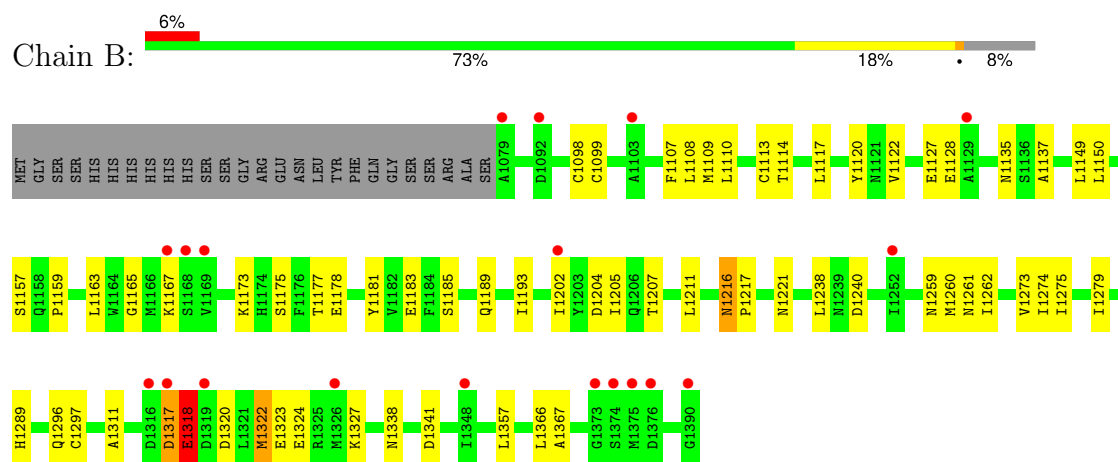 6%
Chain B:
73% 18% • 8%
MET GLY SER SER HIS HIS HIS HIS HIS HIS SER SER GLY ARG GLU ASN LEU TYR PHE GLN GLY SER SER ARG ALA SER A1079 D1092 C1098 C1099 A1103 F1107 L1108 M1109 L1110 C1113 T1114 L1117 Y1120 N1121 V1122 E1127 E1128 A1129 N1135 S1136 A1137 L1149 L1150
S1157 Q1158 P1159 L1163 W1164 G1165 M1166 K1167 S1168 V1169 K1173 H1174 S1175 F1176 T1177 E1178 Y1181 V1182 E1183 F1184 S1185 Q1189 I1193 I1202 Y1203 D1204 I1205 Q1206 T1207 L1211 N1216 P1217 N1221 L1238 N1239 D1240 I1252 N1259 M1260 N1261 I1262 V1273 I1274 I1275 I1279
H1289 Q1296 C1297 A1311 D1316 D1317 E1318 D1319 D1320 L1321 M1322 E1323 E1324 R1325 M1326 K1327 N1338 D1341 I1348 L1357 L1366 A1367 G1373 S1374 M1375 D1376 G1390